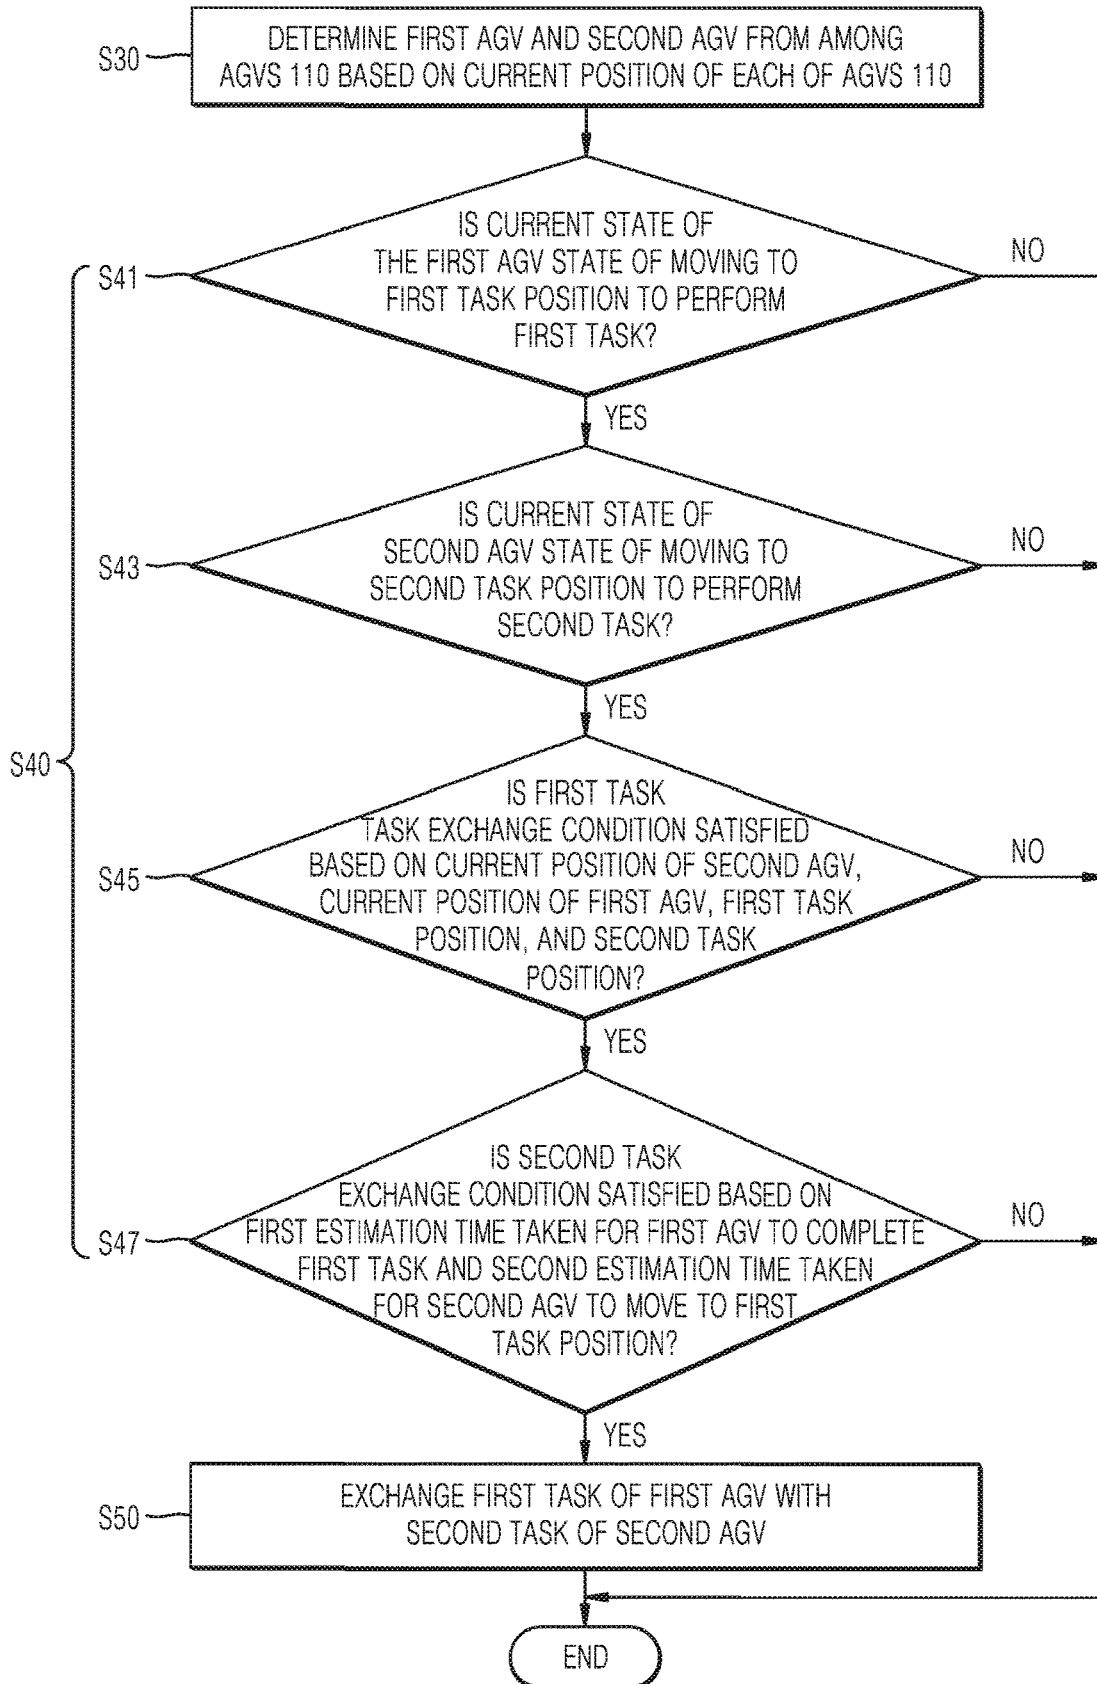 S30
DETERMINE FIRST AGV AND SECOND AGV FROM AMONG
AGVS 110 BASED ON CURRENT POSITION OF EACH OF AGVS 110
S41
IS CURRENT STATE OF
THE FIRST AGV STATE OF MOVING TO
FIRST TASK POSITION TO PERFORM
FIRST TASK?
NO
YES
S43
IS CURRENT STATE OF
SECOND AGV STATE OF MOVING TO
SECOND TASK POSITION TO PERFORM
SECOND TASK?
NO
YES
S40
S45
IS FIRST TASK
TASK EXCHANGE CONDITION SATISFIED
BASED ON CURRENT POSITION OF SECOND AGV,
CURRENT POSITION OF FIRST AGV, FIRST TASK
POSITION, AND SECOND TASK
POSITION?
NO
YES
S47
IS SECOND TASK
EXCHANGE CONDITION SATISFIED BASED ON
FIRST ESTIMATION TIME TAKEN FOR FIRST AGV TO COMPLETE
FIRST TASK AND SECOND ESTIMATION TIME TAKEN
FOR SECOND AGV TO MOVE TO FIRST
TASK POSITION?
NO
YES
S50
EXCHANGE FIRST TASK OF FIRST AGV WITH
SECOND TASK OF SECOND AGV
END